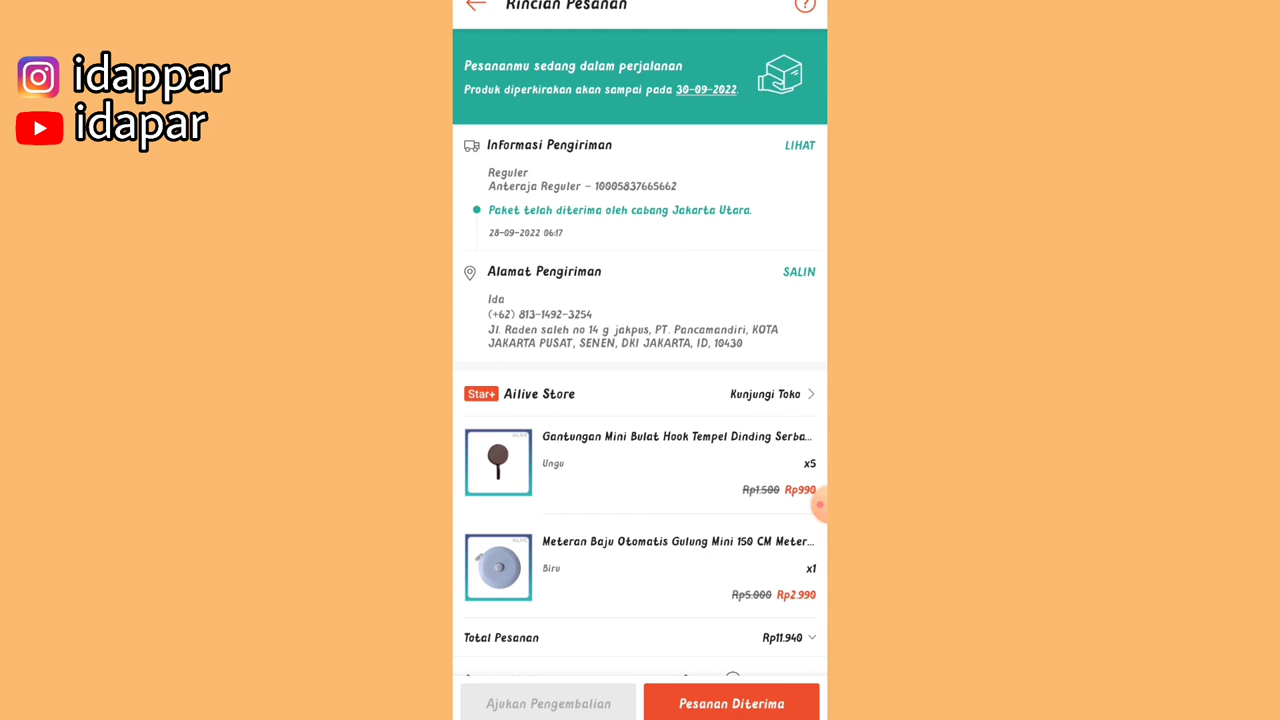 idappar
idapar
Rincian Pesanan
?
Pesananmu sedang dalam perjalanan
Produk diperkirakan akan sampai pada 30-09-2022.
Informasi Pengiriman LIHAT
Reguler
Anteraja Reguler - 10005837665662
Paket telah diterima oleh cabang Jakarta Utara.
28-09-2022 06:17
Alamat Pengiriman SALIN
Ida
(+62) 813-1492-3254
Jl. Raden saleh no 14 g jakpus, PT. Pancamandiri, KOTA
JAKARTA PUSAT, SENEN, DKI JAKARTA, ID, 10430
Star+ Ailive Store Kunjungi Toko
AILIVE
Gantungan Mini Bulat Hook Tempel Dinding Serba...
Ungu x5
Rp1.500 Rp990
AILIVE
Meteran Baju Otomatis Gulung Mini 150 CM Meter...
Biru x1
Rp5.000 Rp2.990
Total Pesanan Rp11.940
Ajukan Pengembalian Pesanan Diterima